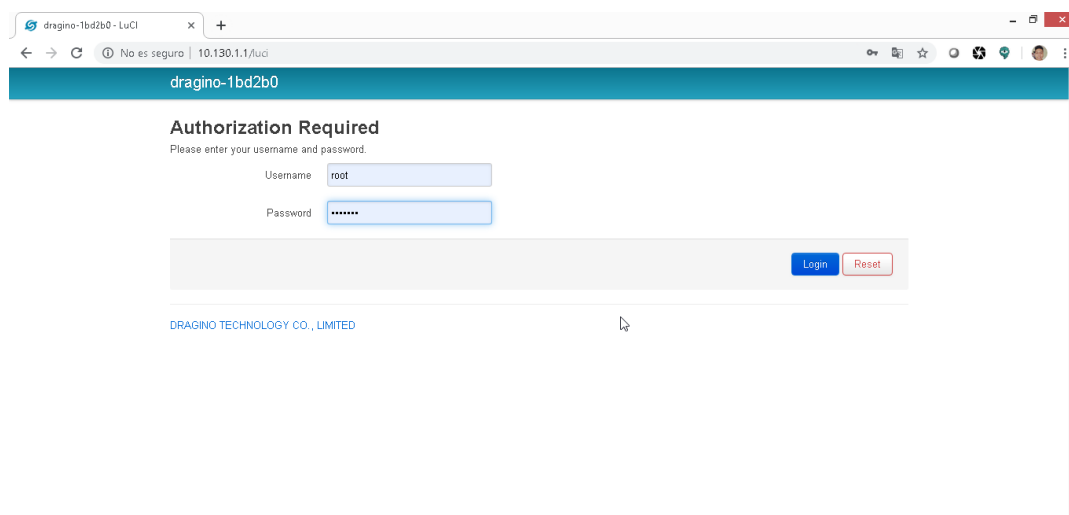 dragino-1bd2b0 - LuCI
No es seguro | 10.130.1.1/luci
dragino-1bd2b0
Authorization Required
Please enter your username and password.
Username root
Password •••••••
Login Reset
DRAGINO TECHNOLOGY CO., LIMITED